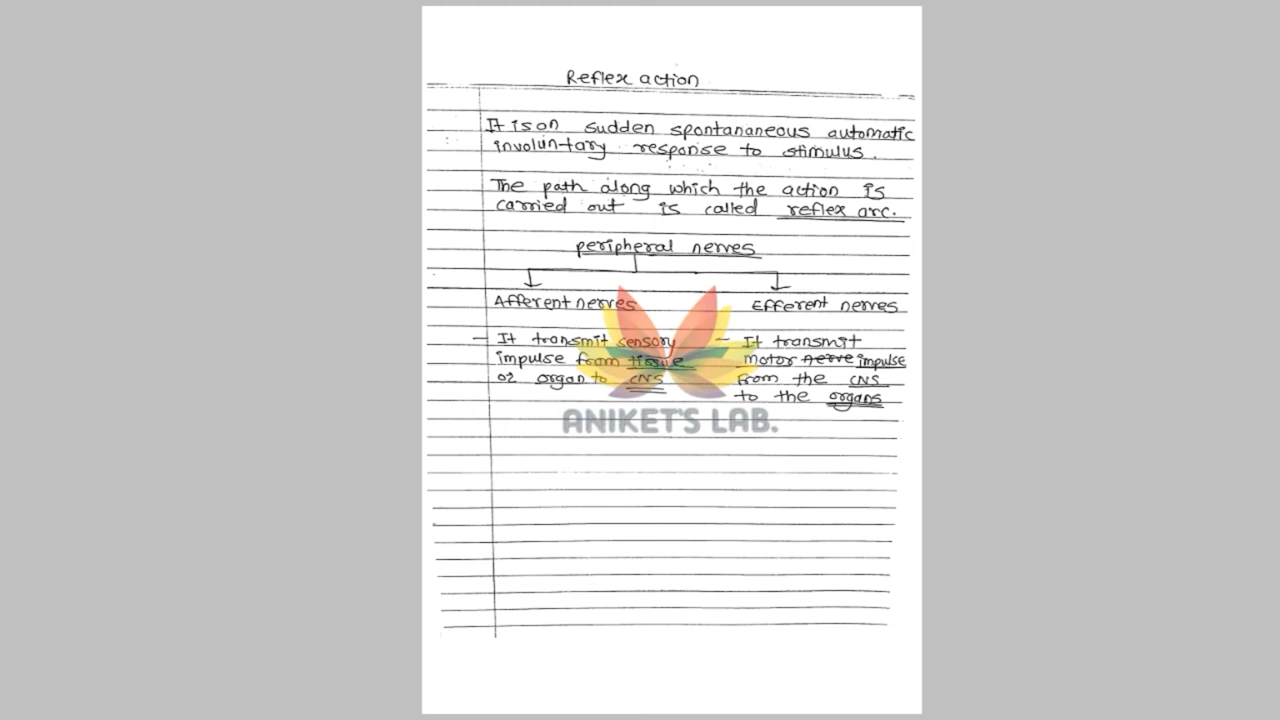 Reflex action
It is on sudden spontananeous automatic
involuntary response to stimulus.
The path along which the action is
carried out is called reflex arc.
peripheral nerves
Afferent nerves
Efferent nerves
- It transmit sensory
impulse from tissue
or organ to CNS
- It transmit
motor nerve impulse
from the CNS
to the organs
ANIKET'S LAB.